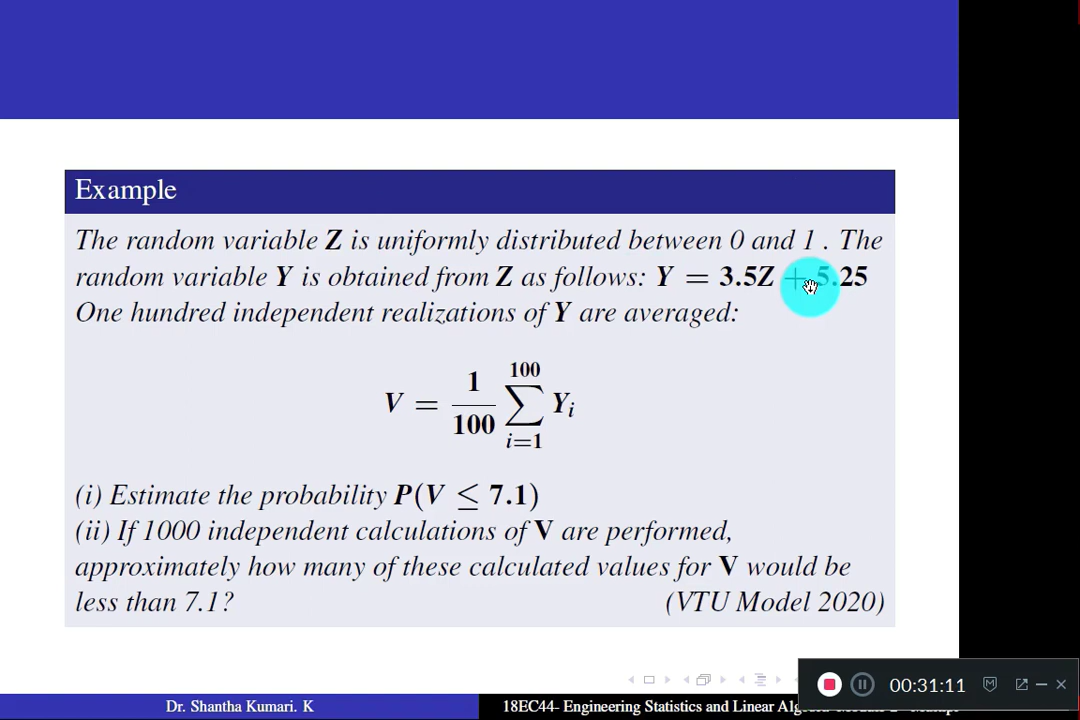 Example
The random variable Z is uniformly distributed between 0 and 1 . The
random variable Y is obtained from Z as follows: Y = 3.5Z + 5.25
One hundred independent realizations of Y are averaged:
V = 1/100 ∑_{i=1}^{100} Y_i
(i) Estimate the probability P(V ≤ 7.1)
(ii) If 1000 independent calculations of V are performed,
approximately how many of these calculated values for V would be
less than 7.1? (VTU Model 2020)
00:31:11
Dr. Shantha Kumari. K 18EC44- Engineering Statistics and Linear